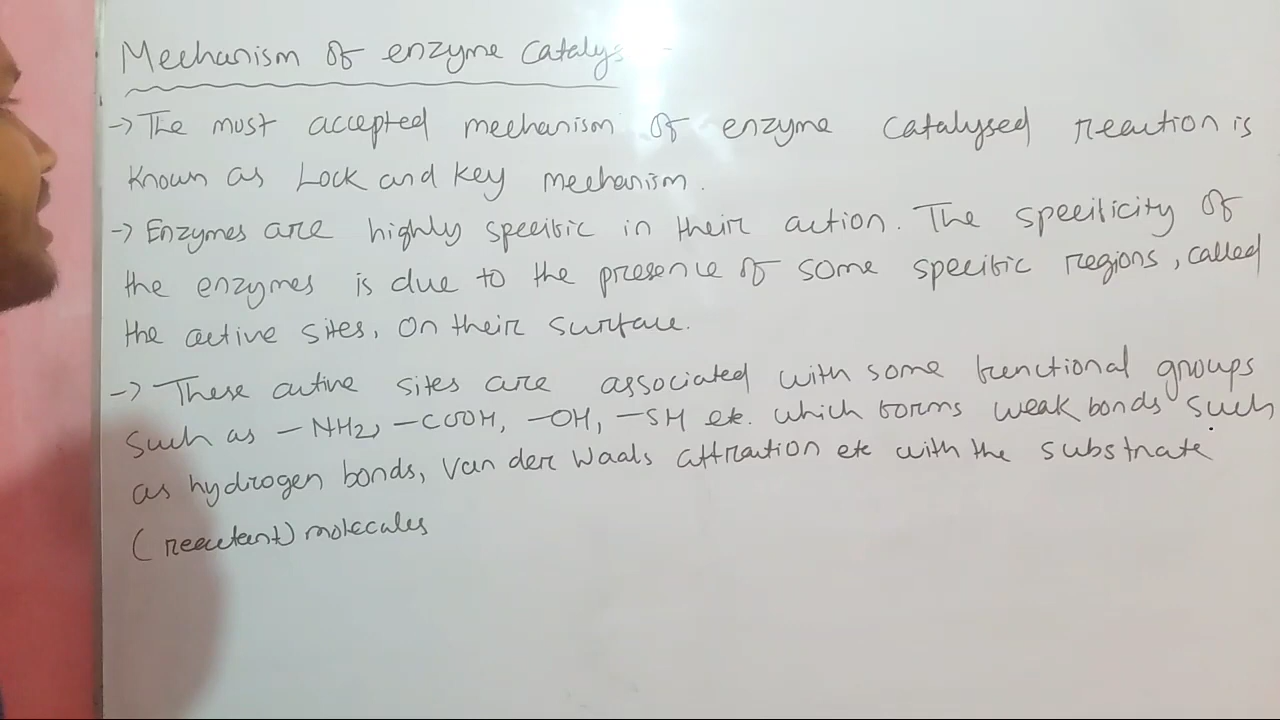 Mechanism of enzyme catalys
→ The most accepted mechanism of enzyme catalysed reaction is
known as Lock and key mechanism.
→ Enzymes are highly specific in their action. The specificity of
the enzymes is due to the presence of some specific regions, called
the active sites, on their surface.
→ These active sites are associated with some functional groups
such as -NH2, -COOH, -OH, -SH etc. which forms weak bonds such
as hydrogen bonds, Van der Waals attraction etc with the substrate
(reactant) molecules